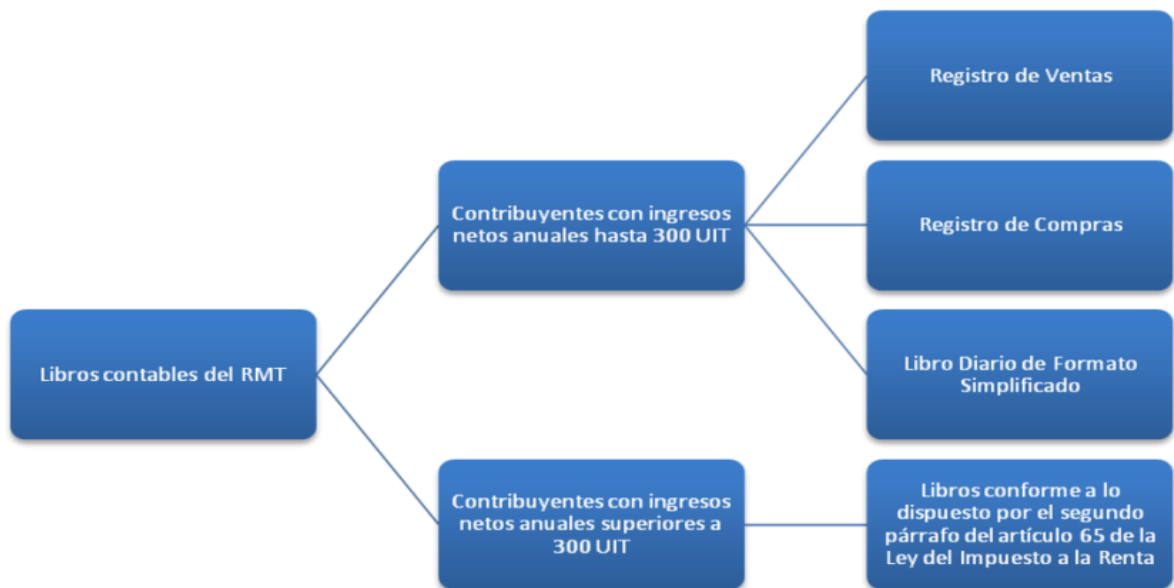 Libros contables del RMT
Contribuyentes con ingresos
netos anuales hasta 300 UIT
Registro de Ventas
Registro de Compras
Libro Diario de Formato
Simplificado
Contribuyentes con ingresos
netos anuales superiores a
300 UIT
Libros conforme a lo
dispuesto por el segundo
párrafo del artículo 65 de la
Ley del Impuesto a la Renta